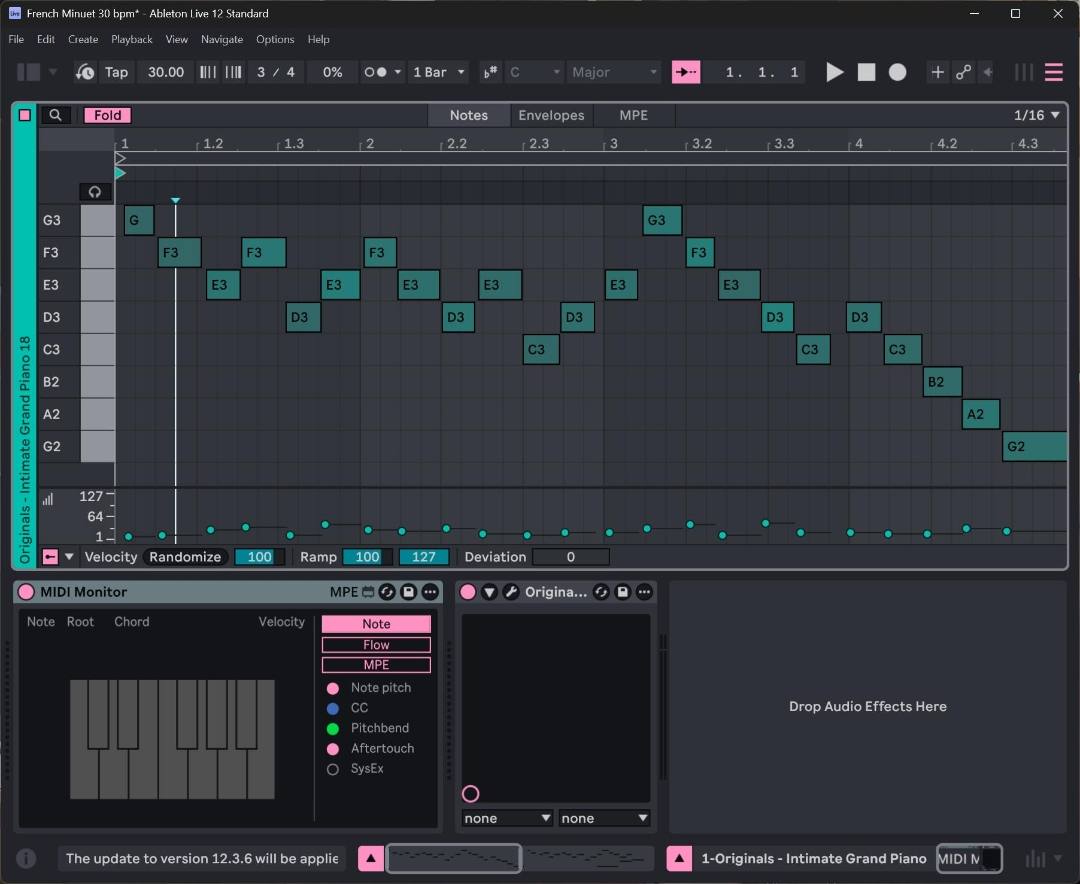 French Minuet 30 bpm* - Ableton Live 12 Standard
File Edit Create Playback View Navigate Options Help
Tap 30.00 3 / 4 0% 1 Bar C Major 1. 1. 1
Fold Notes Envelopes MPE 1/16
1 1.2 1.3 2 2.2 2.3 3 3.2 3.3 4 4.2 4.3
G3 G G3
F3 F3 F3 F3 F3
E3 E3 E3 E3 E3 E3 E3
D3 D3 D3 D3 D3 D3
C3 C3 C3 C3
B2 B2
A2 A2
G2 G2
Originals - Intimate Grand Piano 18
127
64
1
Velocity Randomize 100 Ramp 100 127 Deviation 0
MIDI Monitor MPE Origina...
Note Root Chord Velocity Note
Flow
MPE
Note pitch
CC
Pitchbend
Aftertouch
SysEx
none none
Drop Audio Effects Here
The update to version 12.3.6 will be applie 1-Originals - Intimate Grand Piano MIDI M